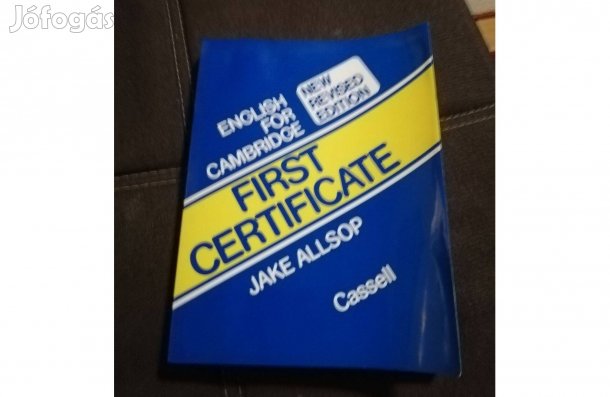 Jófogás
ENGLISH
FOR
CAMBRIDGE
NEW
REVISED
EDITION
FIRST
CERTIFICATE
JAKE ALLSOP
Cassell